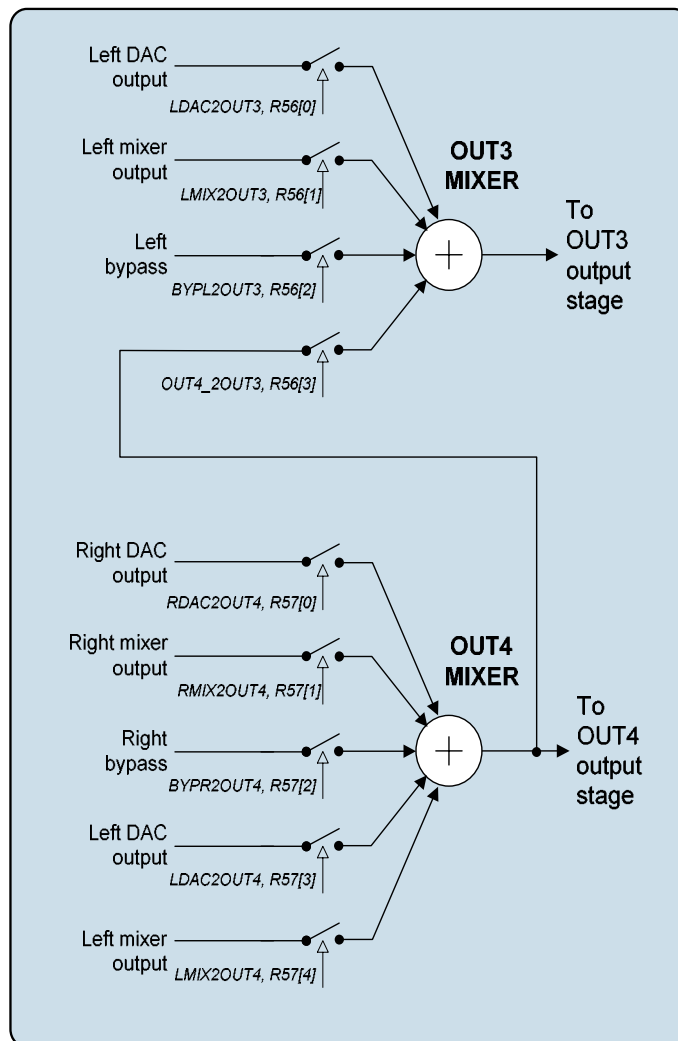 Left DAC
output
LDAC2OUT3, R56[0]
Left mixer
output
LMIX2OUT3, R56[1]
OUT3
MIXER
Left
bypass
BYPL2OUT3, R56[2]
+
To
OUT3
output
stage
OUT4_2OUT3, R56[3]
Right DAC
output
RDAC2OUT4, R57[0]
Right mixer
output
RMIX2OUT4, R57[1]
OUT4
MIXER
Right
bypass
BYPR2OUT4, R57[2]
+
To
OUT4
output
stage
Left DAC
output
LDAC2OUT4, R57[3]
Left mixer
output
LMIX2OUT4, R57[4]